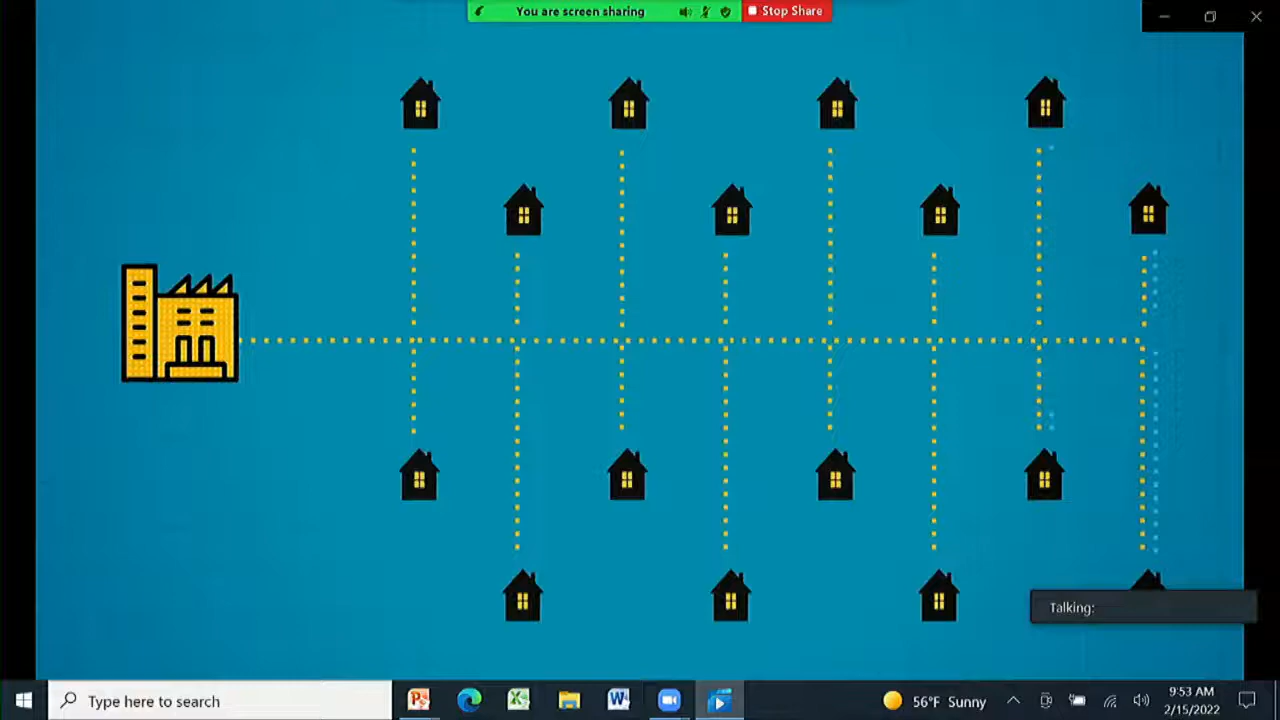 You are screen sharing
Stop Share
Talking:
Type here to search
56°F Sunny
9:53 AM
2/15/2022